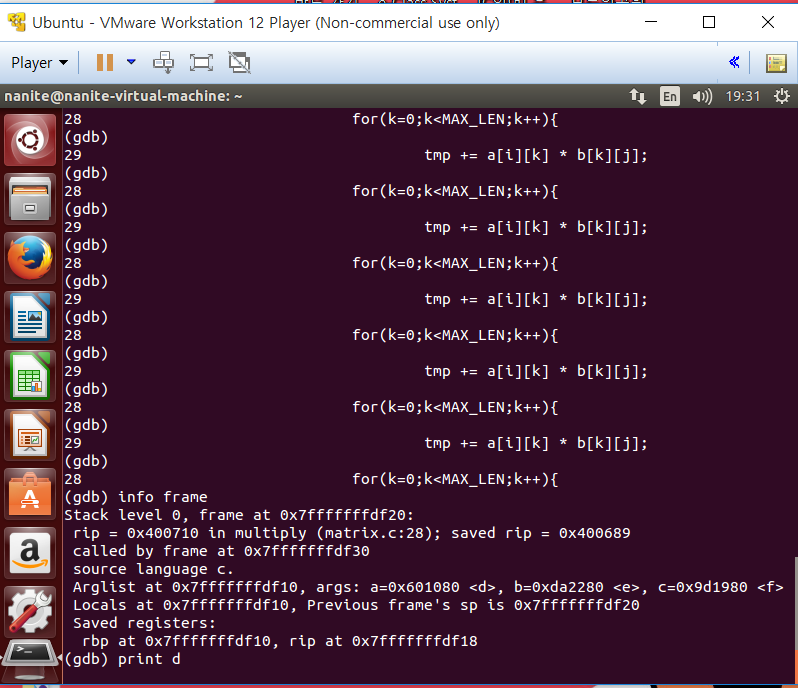 Ubuntu - VMware Workstation 12 Player (Non-commercial use only)
Player
nanite@nanite-virtual-machine: ~
En
19:31
28 for(k=0;k<MAX_LEN;k++){
(gdb)
29 tmp += a[i][k] * b[k][j];
(gdb)
28 for(k=0;k<MAX_LEN;k++){
(gdb)
29 tmp += a[i][k] * b[k][j];
(gdb)
28 for(k=0;k<MAX_LEN;k++){
(gdb)
29 tmp += a[i][k] * b[k][j];
(gdb)
28 for(k=0;k<MAX_LEN;k++){
(gdb)
29 tmp += a[i][k] * b[k][j];
(gdb)
28 for(k=0;k<MAX_LEN;k++){
(gdb)
29 tmp += a[i][k] * b[k][j];
(gdb)
28 for(k=0;k<MAX_LEN;k++){
(gdb) info frame
Stack level 0, frame at 0x7fffffffdf20:
rip = 0x400710 in multiply (matrix.c:28); saved rip = 0x400689
called by frame at 0x7fffffffdf30
source language c.
Arglist at 0x7fffffffdf10, args: a=0x601080 <d>, b=0xda2280 <e>, c=0x9d1980 <f>
Locals at 0x7fffffffdf10, Previous frame's sp is 0x7fffffffdf20
Saved registers:
rbp at 0x7fffffffdf10, rip at 0x7fffffffdf18
(gdb) print d